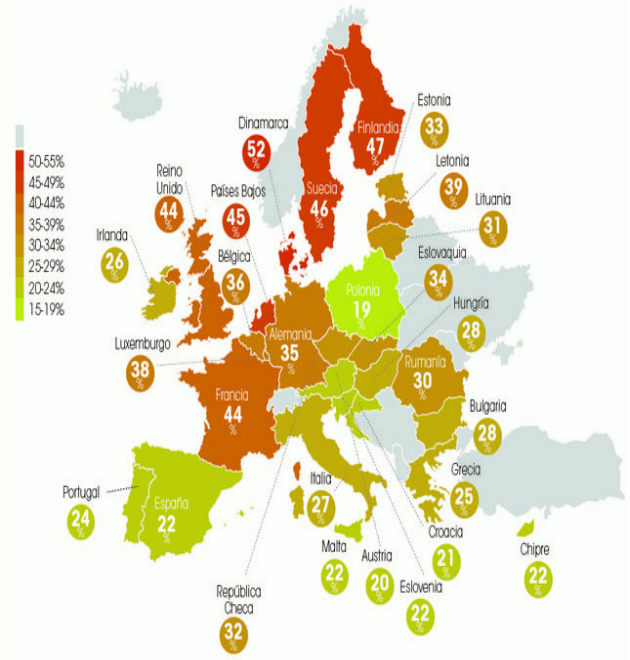 50-55%
45-49%
40-44%
35-39%
30-34%
25-29%
20-24%
15-19%
Dinamarca
52
%
Finlandia
47
%
Estonia
33
%
Letonia
39
%
Lituania
31
%
Reino
Unido
44
%
Países Bajos
45
%
Suecia
46
%
Irlanda
26
%
Bélgica
36
%
Eslovaquia
34
%
Polonia
19
%
Hungría
28
%
Luxemburgo
38
%
Alemania
35
%
Rumanía
30
%
Francia
44
%
Bulgaria
28
%
Grecia
25
%
Portugal
24
%
España
22
%
Italia
27
%
Croacia
21
%
Malta
22
%
Austria
20
%
Eslovenia
22
%
Chipre
22
%
República
Checa
32
%